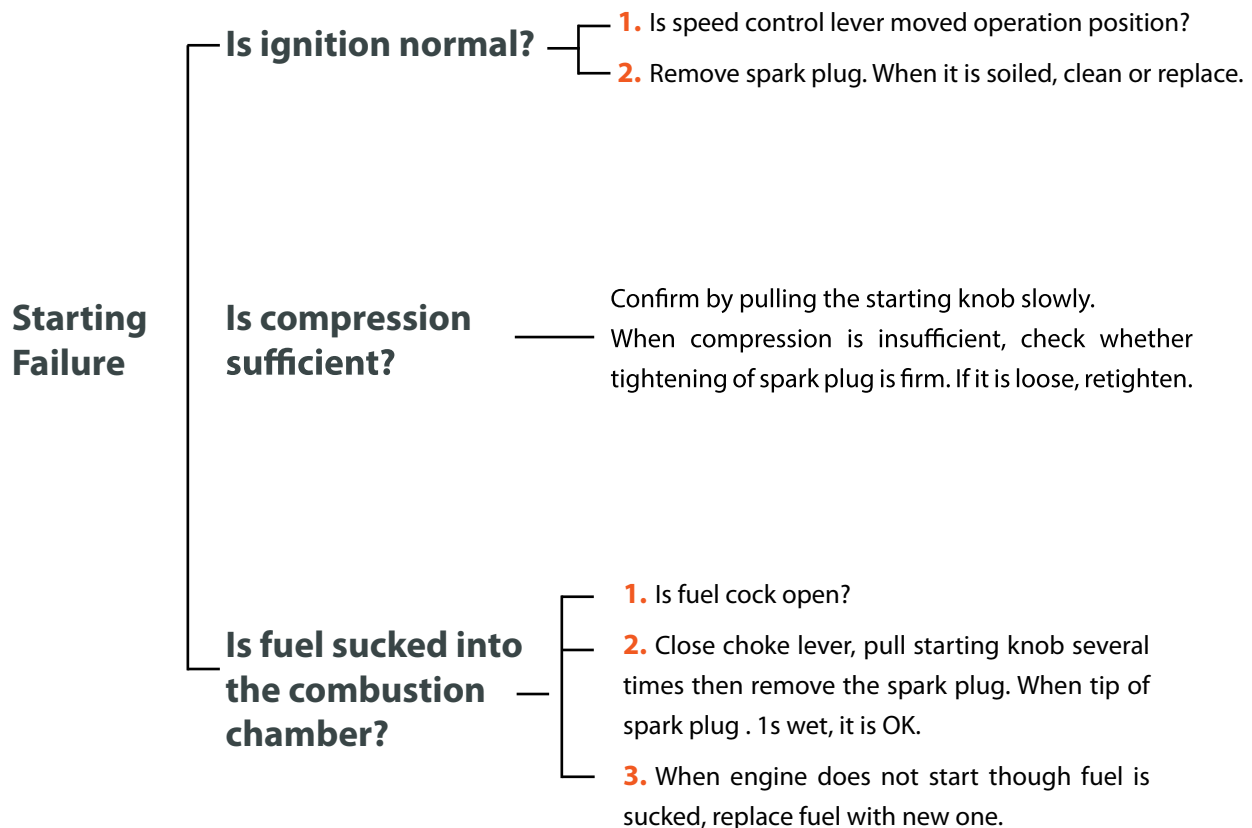 Starting
Failure
Is ignition normal?
1. Is speed control lever moved operation position?
2. Remove spark plug. When it is soiled, clean or replace.
Is compression
sufficient?
Confirm by pulling the starting knob slowly.
When compression is insufficient, check whether
tightening of spark plug is firm. If it is loose, retighten.
Is fuel sucked into
the combustion
chamber?
1. Is fuel cock open?
2. Close choke lever, pull starting knob several
times then remove the spark plug. When tip of
spark plug . 1s wet, it is OK.
3. When engine does not start though fuel is
sucked, replace fuel with new one.